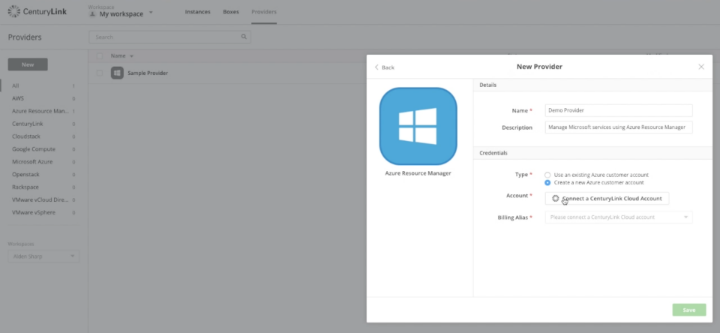 CenturyLink
Workspace
My workspace
Instances
Boxes
Providers
Providers
Search
New
Name
Sample Provider
All
AWS
Azure Resource Man...
CenturyLink
Cloudstack
Google Compute
Microsoft Azure
Openstack
Rackspace
VMware vCloud Dire...
VMware vSphere
Workspace
Back
New Provider
Azure Resource Manager
Details
Name *
Demo Provider
Description
Manage Microsoft services using Azure Resource Manager
Credentials
Type *
Use an existing Azure customer account
Create a new Azure customer account
Account *
Connect a CenturyLink Cloud Account
Billing Alias *
Please connect a CenturyLink Cloud account
Save